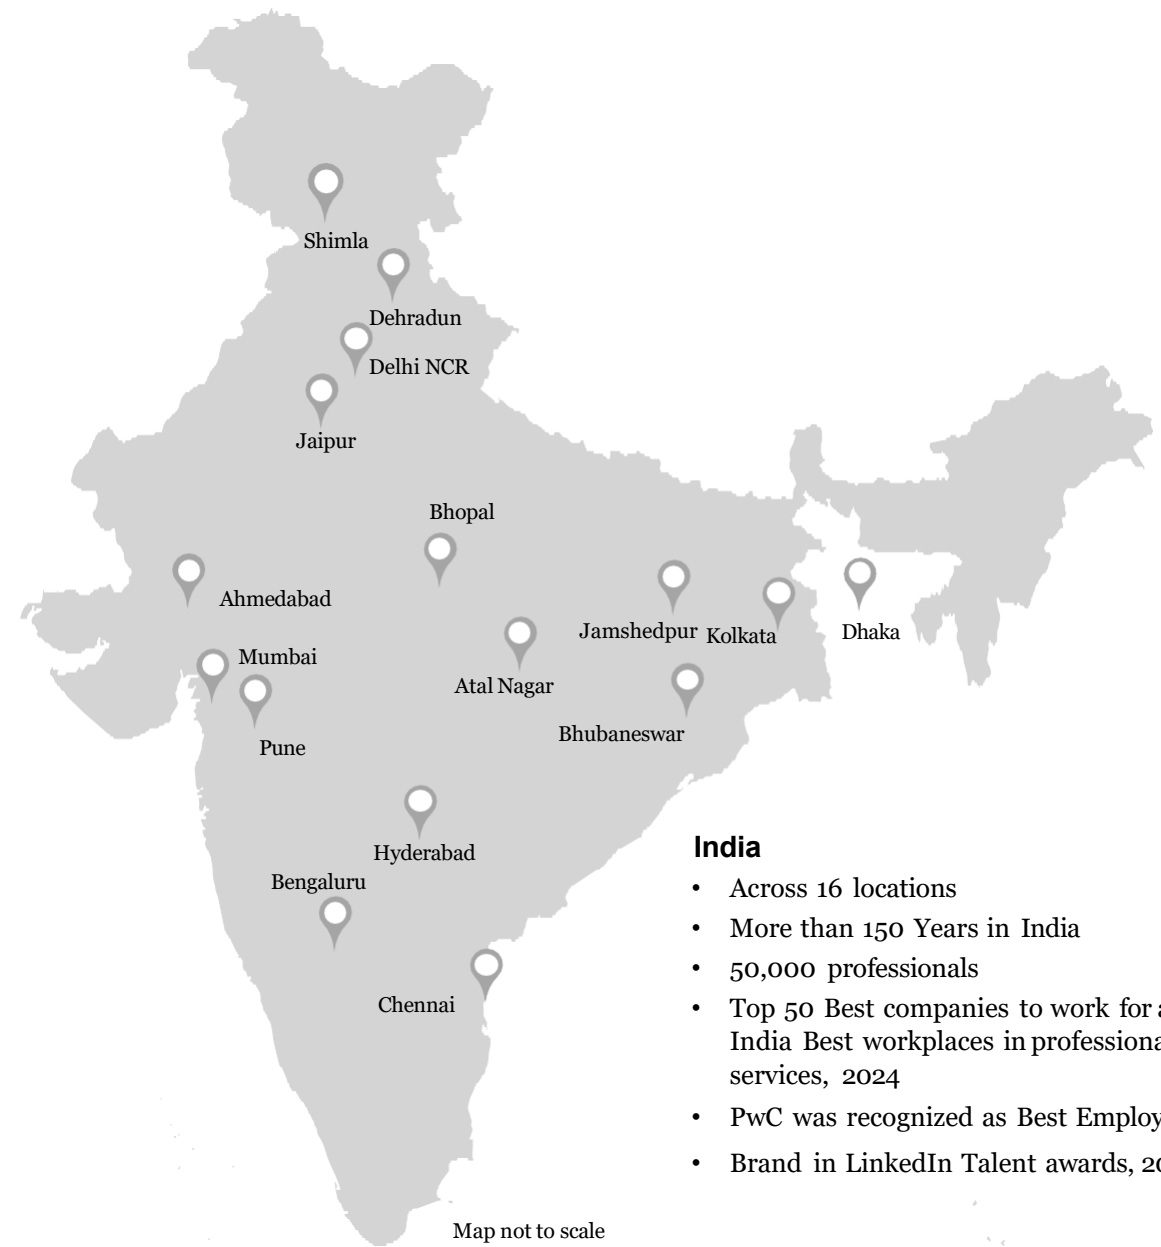 Shimla
Dehradun
Delhi NCR
Jaipur
Bhopal
Ahmedabad
Mumbai
Pune
Atal Nagar
Jamshedpur
Kolkata
Dhaka
Bhubaneswar
Hyderabad
Bengaluru
Chennai
India
• Across 16 locations
• More than 150 Years in India
• 50,000 professionals
• Top 50 Best companies to work for
India Best workplaces in
services, 2024
• PwC was recognized as Best
• Brand in LinkedIn Talent awards,
Map not to scale